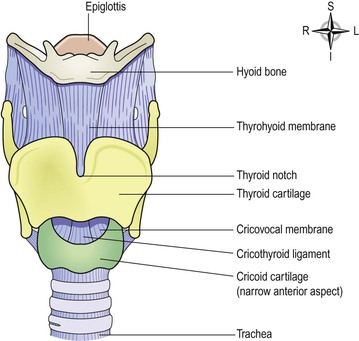 Epiglottis
S
R L
I
Hyoid bone
Thyrohyoid membrane
Thyroid notch
Thyroid cartilage
Cricovocal membrane
Cricothyroid ligament
Cricoid cartilage
(narrow anterior aspect)
Trachea